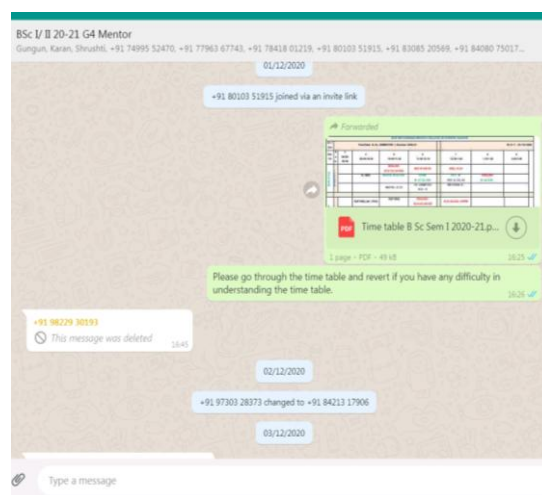 BSc I/ II 20-21 G4 Mentor
Gungun, Karan, Shrushti, +91 74995 52470, +91 77963 67743, +91 78418 01219, +91 80103 51915, +91 83085 20569, +91 84080 75017...
01/12/2020
+91 80103 51915 joined via an invite link
Forwarded
PDF
Time table B Sc Sem I 2020-21.p...
1 page • PDF • 49 kB
16:25
Please go through the time table and revert if you have any difficulty in
understanding the time table.
16:26
+91 98229 30193
This message was deleted
16:45
02/12/2020
+91 97303 28373 changed to +91 84213 17906
03/12/2020
Type a message